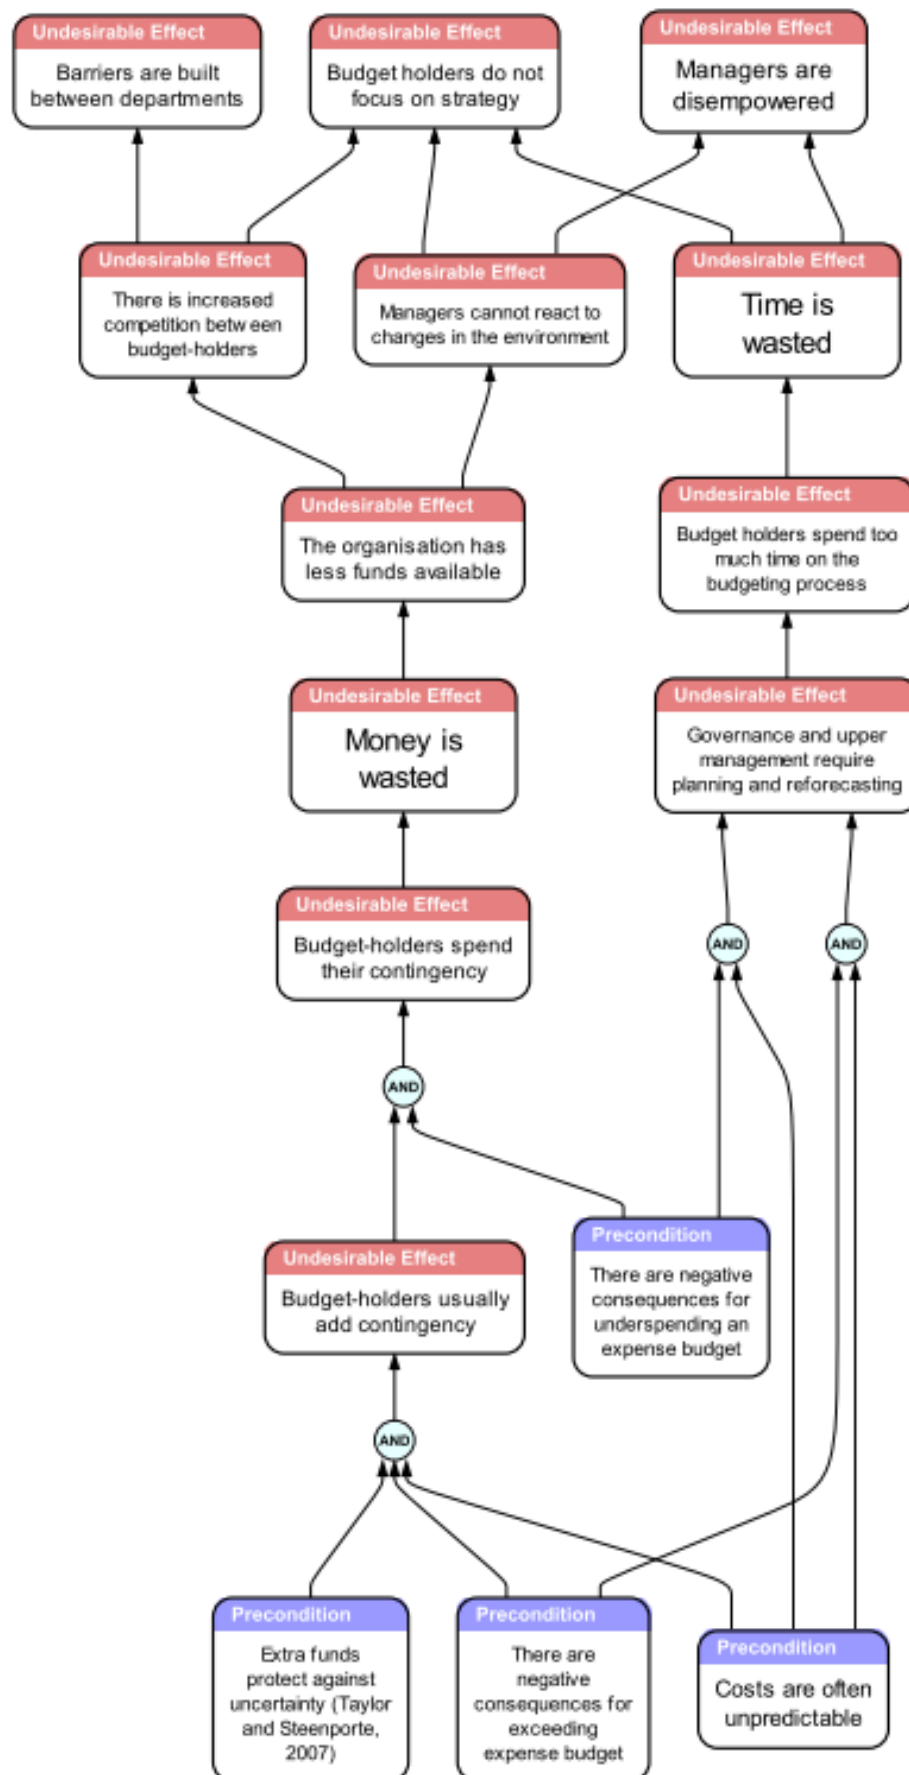 Undesirable Effect
Barriers are built
between departments
Undesirable Effect
Budget holders do not
focus on strategy
Undesirable Effect
Managers are
disempowered
Undesirable Effect
There is increased
competition between
budget-holders
Undesirable Effect
Managers cannot react to
changes in the environment
Undesirable Effect
Time is
wasted
Undesirable Effect
The organisation has
less funds available
Undesirable Effect
Budget holders spend too
much time on the
budgeting process
Undesirable Effect
Money is
wasted
Undesirable Effect
Governance and upper
management require
planning and reforecasting
Undesirable Effect
Budget-holders spend
their contingency
AND
AND
AND
Undesirable Effect
Budget-holders usually
add contingency
Precondition
There are negative
consequences for
underspending an
expense budget
AND
Precondition
Extra funds
protect against
uncertainty (Taylor
and Steenporte,
2007)
Precondition
There are
negative
consequences for
exceeding
expense budget
Precondition
Costs are often
unpredictable